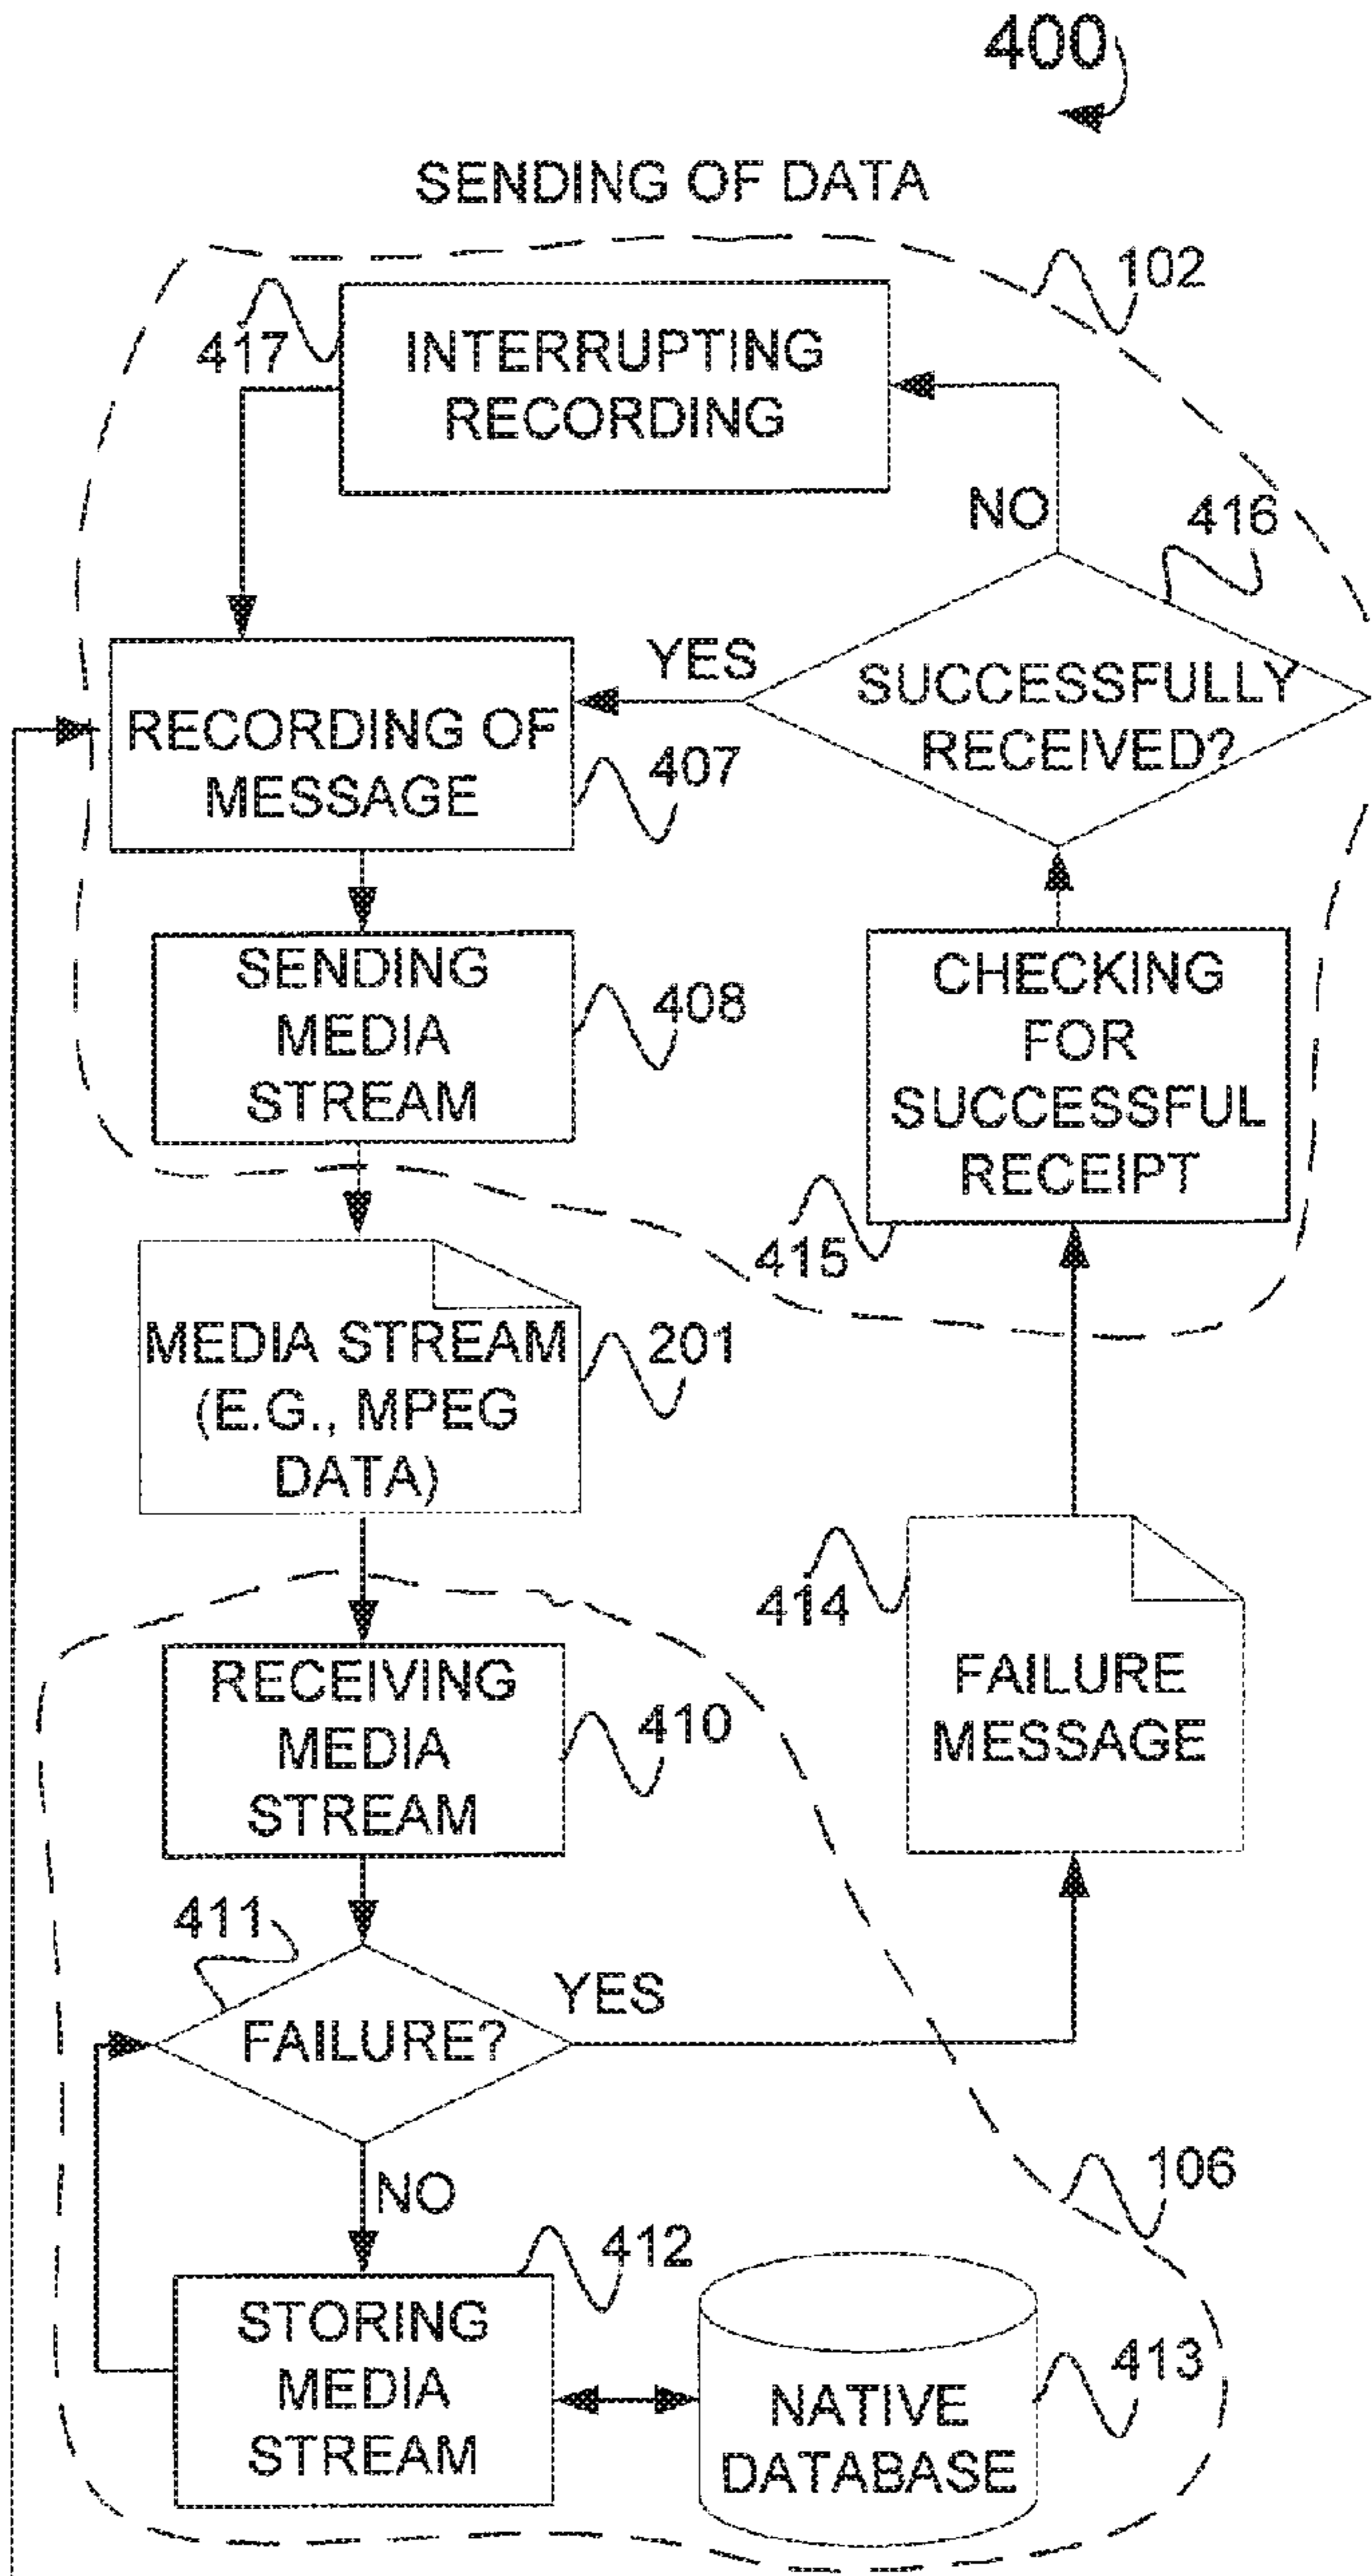 400
SENDING OF DATA
102
417
INTERRUPTING
RECORDING
NO
416
YES
SUCCESSFULLY
RECEIVED?
RECORDING OF
MESSAGE
407
SENDING
MEDIA
STREAM
408
CHECKING
FOR
SUCCESSFUL
RECEIPT
415
MEDIA STREAM
(E.G., MPEG
DATA)
201
414
FAILURE
MESSAGE
RECEIVING
MEDIA
STREAM
410
411
YES
FAILURE?
NO
106
412
STORING
MEDIA
STREAM
413
NATIVE
DATABASE